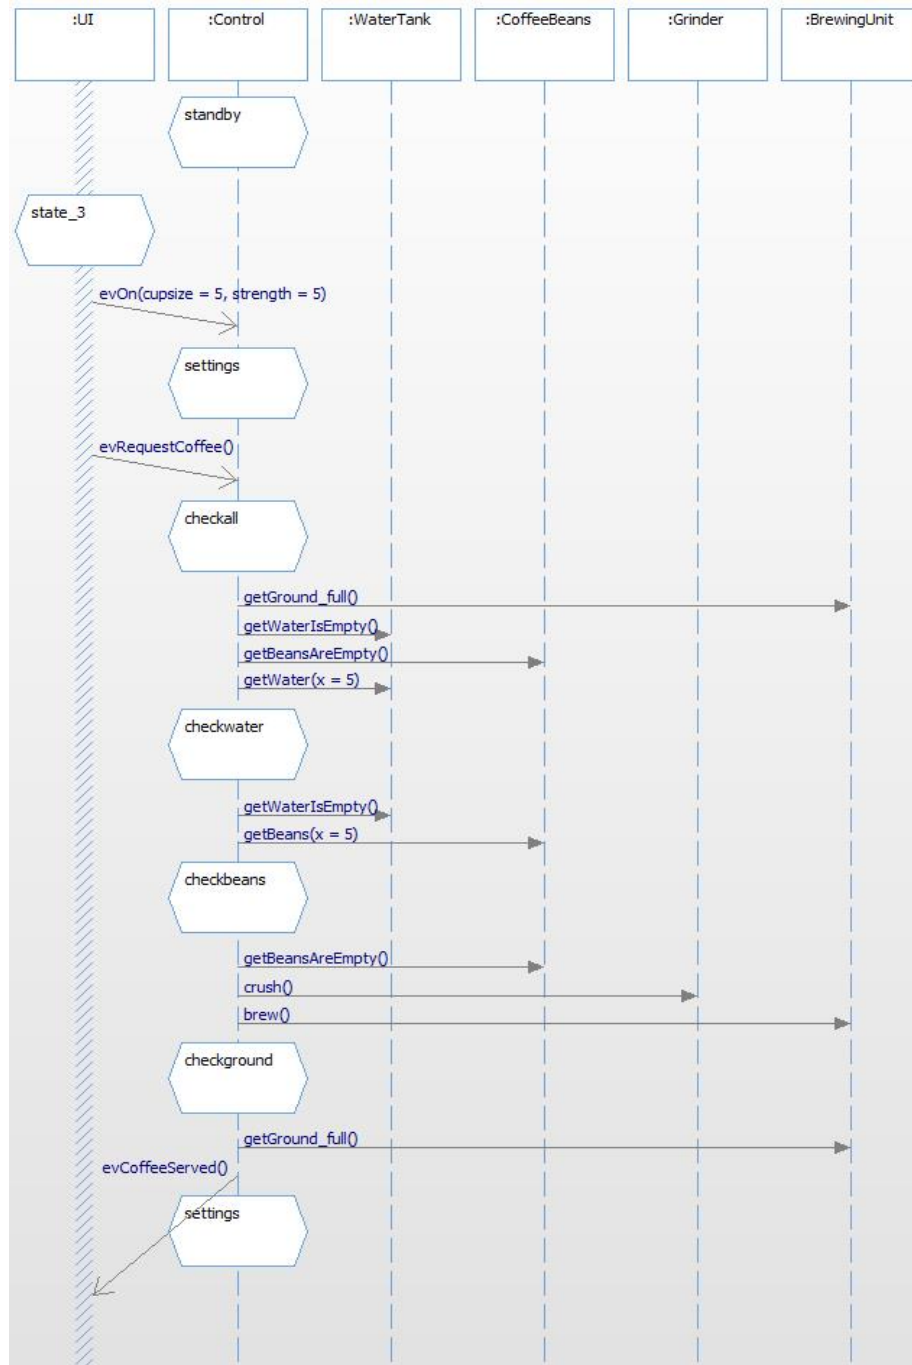 :UI
:Control
:WaterTank
:CoffeeBeans
:Grinder
:BrewingUnit
standby
state_3
evOn(cupsize = 5, strength = 5)
settings
evRequestCoffee()
checkall
getGround_full()
getWaterIsEmpty()
getBeansAreEmpty()
getWater(x = 5)
checkwater
getWaterIsEmpty()
getBeans(x = 5)
checkbeans
getBeansAreEmpty()
crush()
brew()
checkground
getGround_full()
evCoffeeServed()
settings